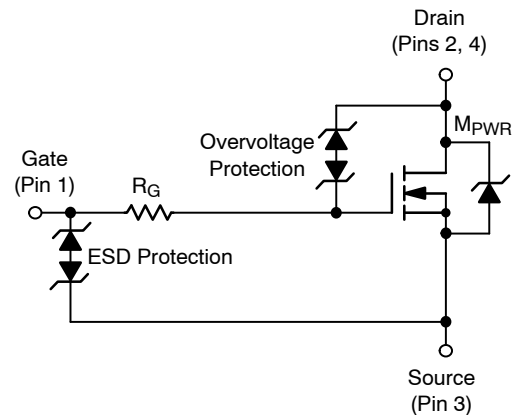 Drain
(Pins 2, 4)
MPWR
Overvoltage
Protection
Gate
(Pin 1)
RG
ESD Protection
Source
(Pin 3)